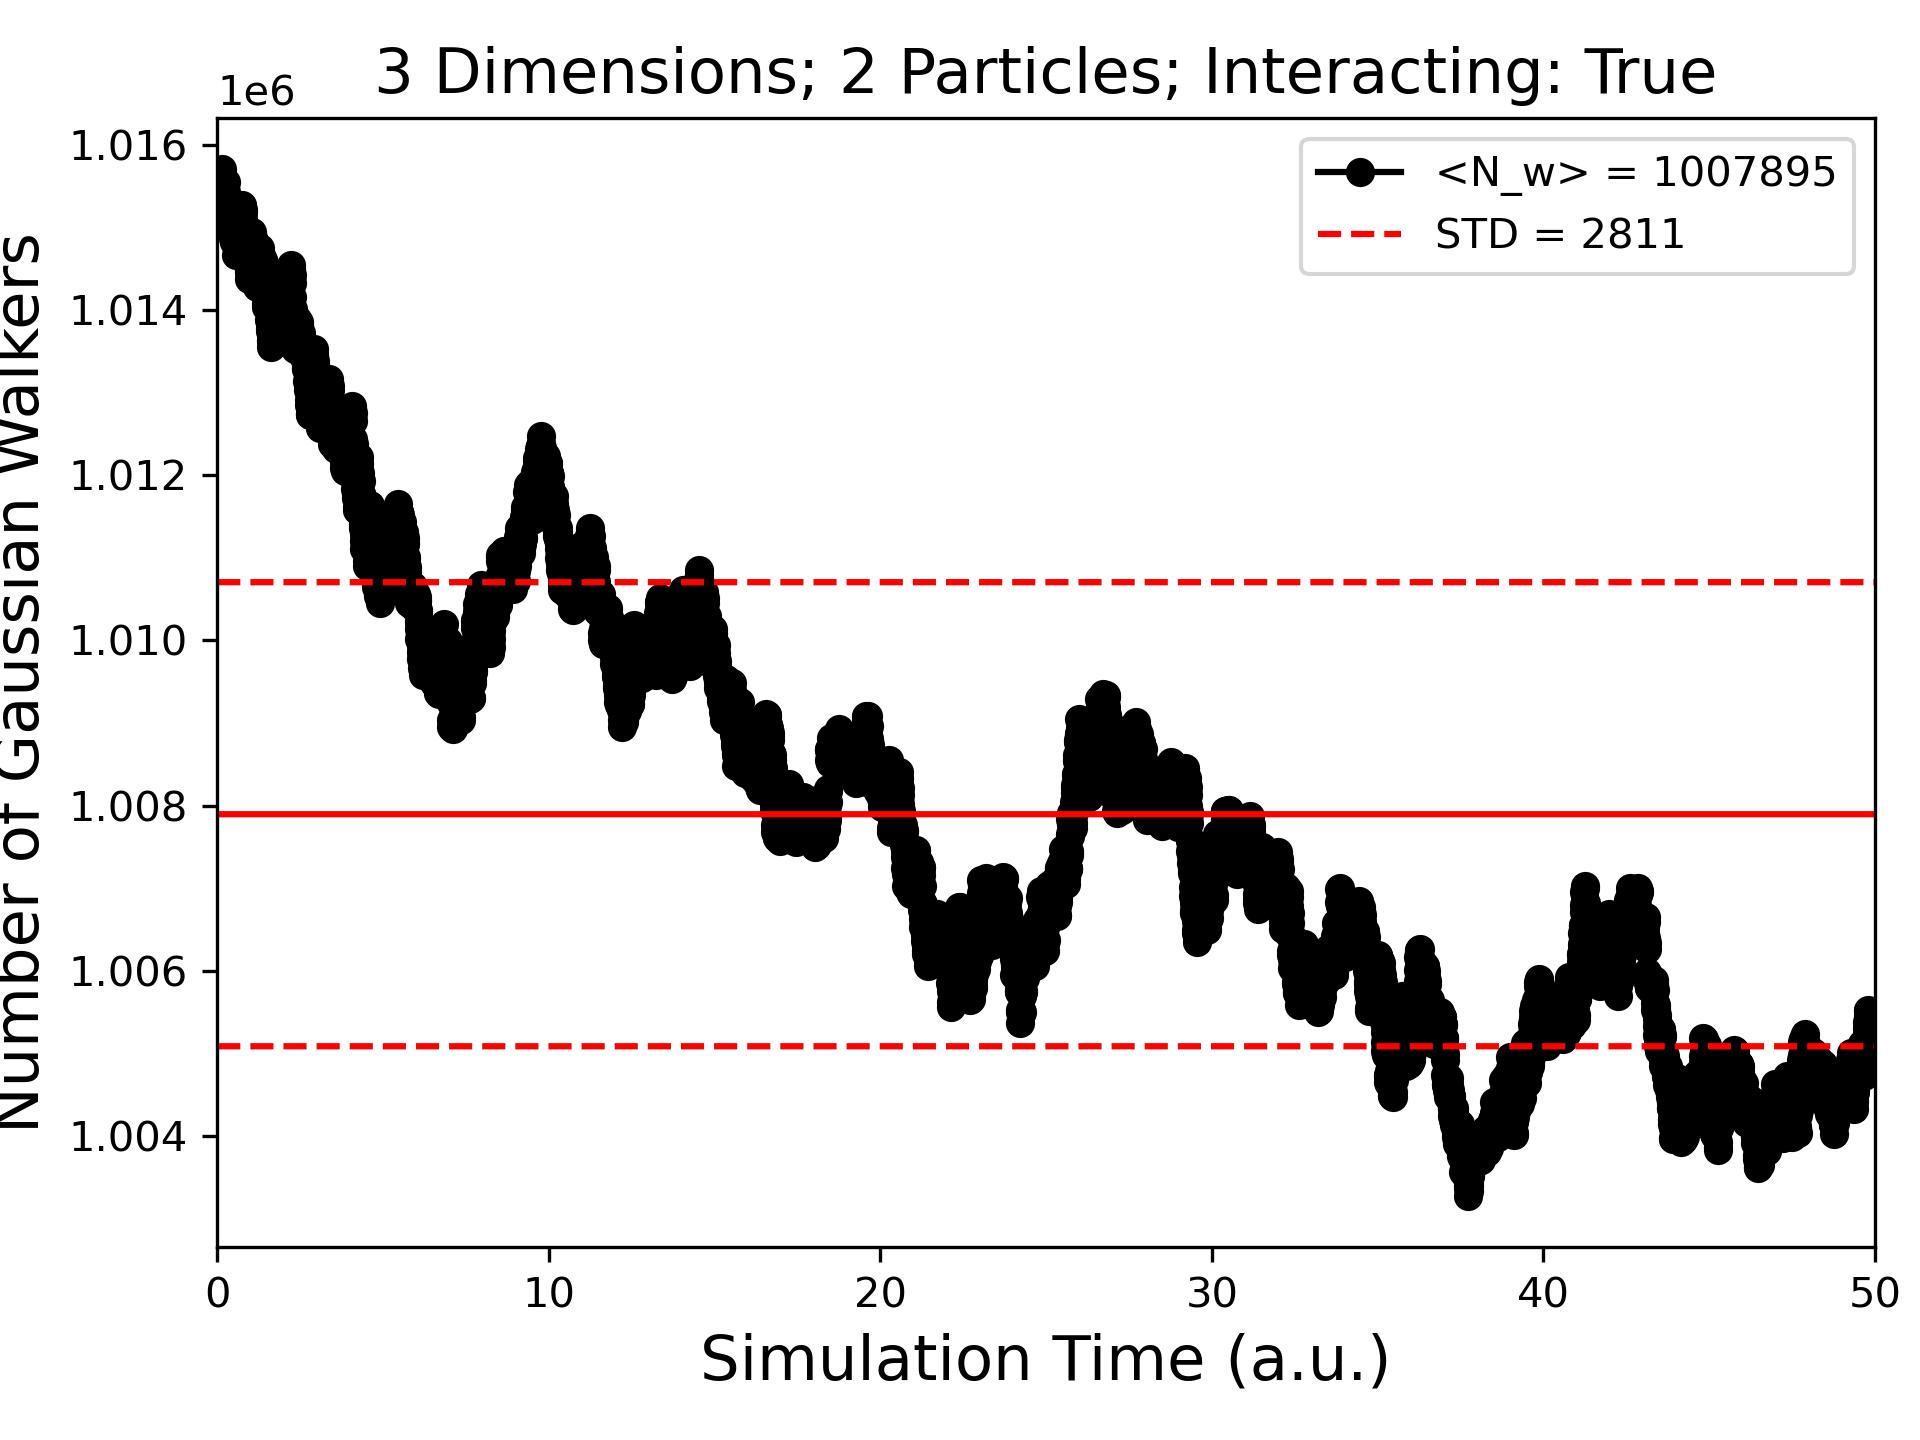 3 Dimensions; 2 Particles; Interacting: True
1e6
<N_w> = 1007895
STD = 2811
1.016
1.014
1.012
1.010
1.008
1.006
1.004
Number of Gaussian Walkers
0 10 20 30 40 50
Simulation Time (a.u.)